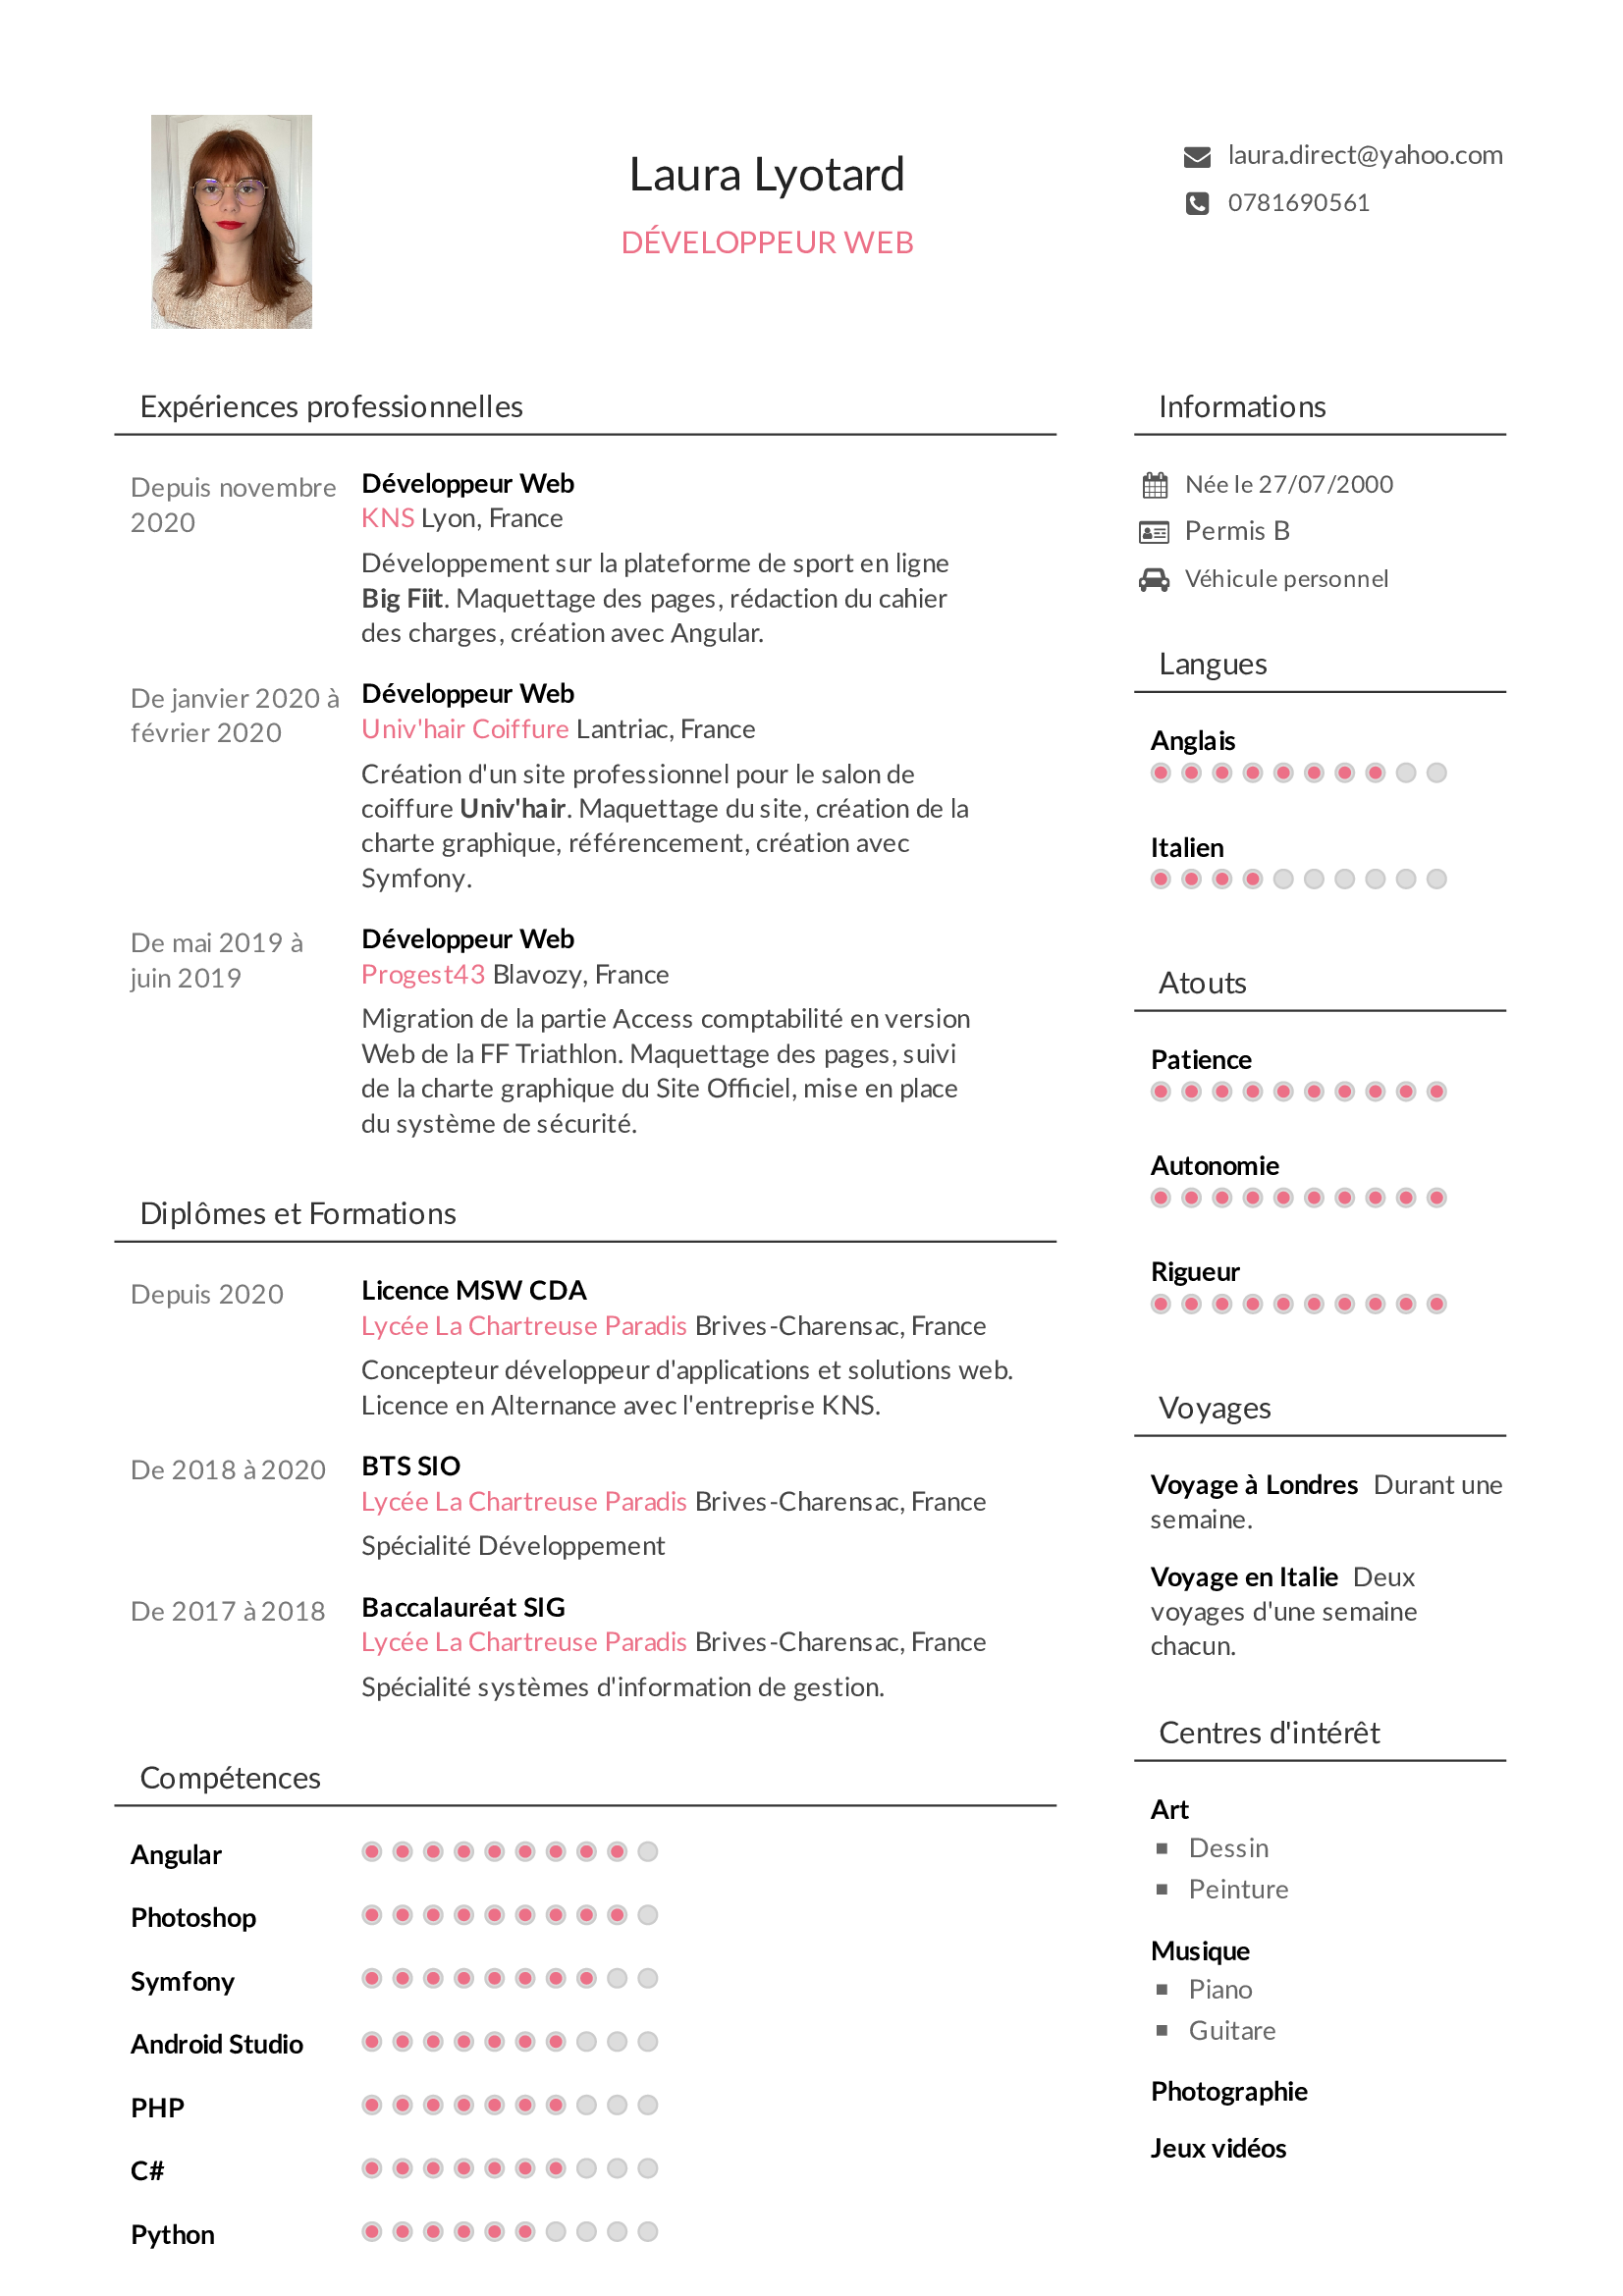 Laura Lyotard
DÉVELOPPEUR WEB
laura.direct@yahoo.com
0781690561
Expériences professionnelles
Depuis novembre
2020
Développeur Web
KNS Lyon, France
Développement sur la plateforme de sport en ligne
Big Fiit. Maquettage des pages, rédaction du cahier
des charges, création avec Angular.
De janvier 2020 à
février 2020
Développeur Web
Univ'hair Coiffure Lantriac, France
Création d'un site professionnel pour le salon de
coiffure Univ'hair. Maquettage du site, création de la
charte graphique, référencement, création avec
Symfony.
De mai 2019 à
juin 2019
Développeur Web
Progest43 Blavozy, France
Migration de la partie Access comptabilité en version
Web de la FF Triathlon. Maquettage des pages, suivi
de la charte graphique du Site Officiel, mise en place
du système de sécurité.
Diplômes et Formations
Depuis 2020
Licence MSW CDA
Lycée La Chartreuse Paradis Brives-Charensac, France
Concepteur développeur d'applications et solutions web.
Licence en Alternance avec l'entreprise KNS.
De 2018 à 2020
BTS SIO
Lycée La Chartreuse Paradis Brives-Charensac, France
Spécialité Développement
De 2017 à 2018
Baccalauréat SIG
Lycée La Chartreuse Paradis Brives-Charensac, France
Spécialité systèmes d'information de gestion.
Compétences
Angular
Photoshop
Symfony
Android Studio
PHP
C#
Python
Informations
Née le 27/07/2000
Permis B
Véhicule personnel
Langues
Anglais
Italien
Atouts
Patience
Autonomie
Rigueur
Voyages
Voyage à Londres Durant une
semaine.
Voyage en Italie Deux
voyages d'une semaine
chacun.
Centres d'intérêt
Art
Dessin
Peinture
Musique
Piano
Guitare
Photographie
Jeux vidéos